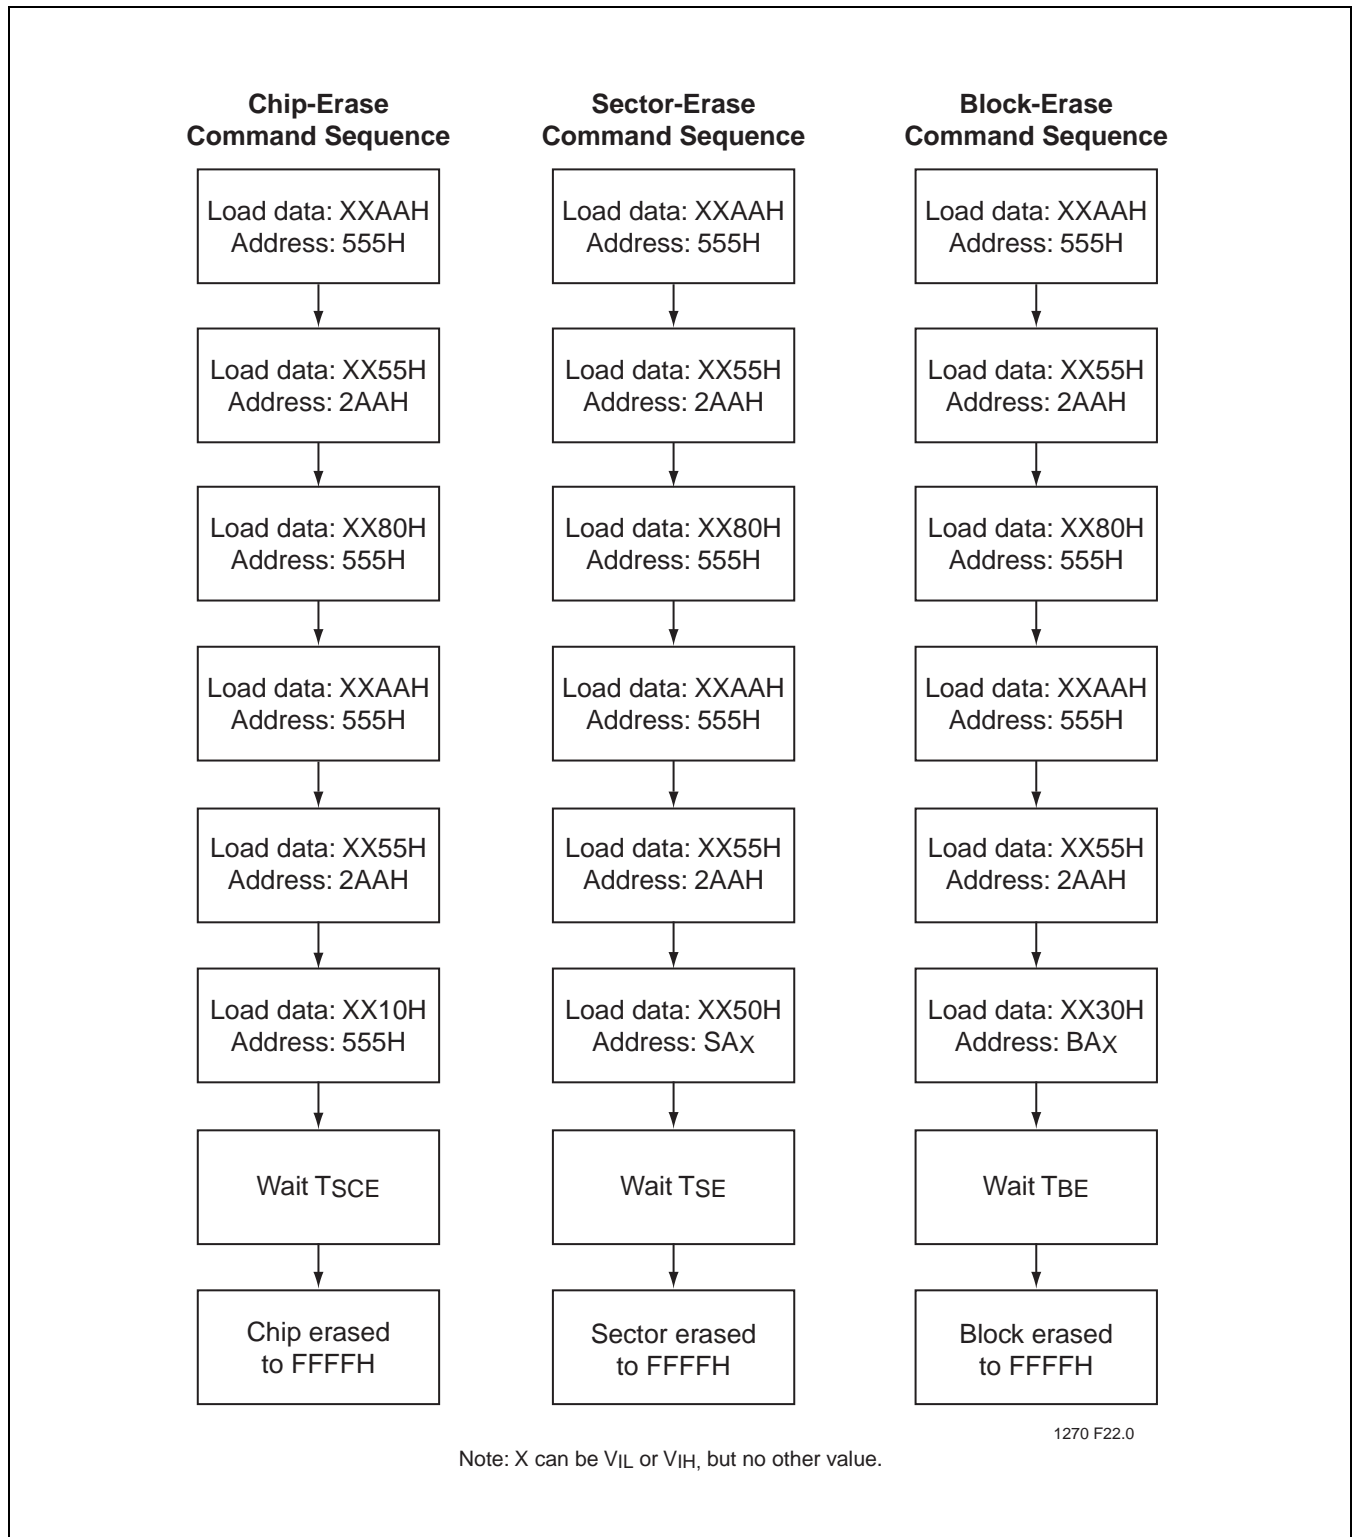 Chip-Erase
Command Sequence
Load data: XXAAH
Address: 555H
Load data: XX55H
Address: 2AAH
Load data: XX80H
Address: 555H
Load data: XXAAH
Address: 555H
Load data: XX55H
Address: 2AAH
Load data: XX10H
Address: 555H
Wait TSCE
Chip erased
to FFFFH
Sector-Erase
Command Sequence
Load data: XXAAH
Address: 555H
Load data: XX55H
Address: 2AAH
Load data: XX80H
Address: 555H
Load data: XXAAH
Address: 555H
Load data: XX55H
Address: 2AAH
Load data: XX50H
Address: SAX
Wait TSE
Sector erased
to FFFFH
Block-Erase
Command Sequence
Load data: XXAAH
Address: 555H
Load data: XX55H
Address: 2AAH
Load data: XX80H
Address: 555H
Load data: XXAAH
Address: 555H
Load data: XX55H
Address: 2AAH
Load data: XX30H
Address: BAX
Wait TBE
Block erased
to FFFFH
1270 F22.0
Note: X can be VIL or VIH, but no other value.